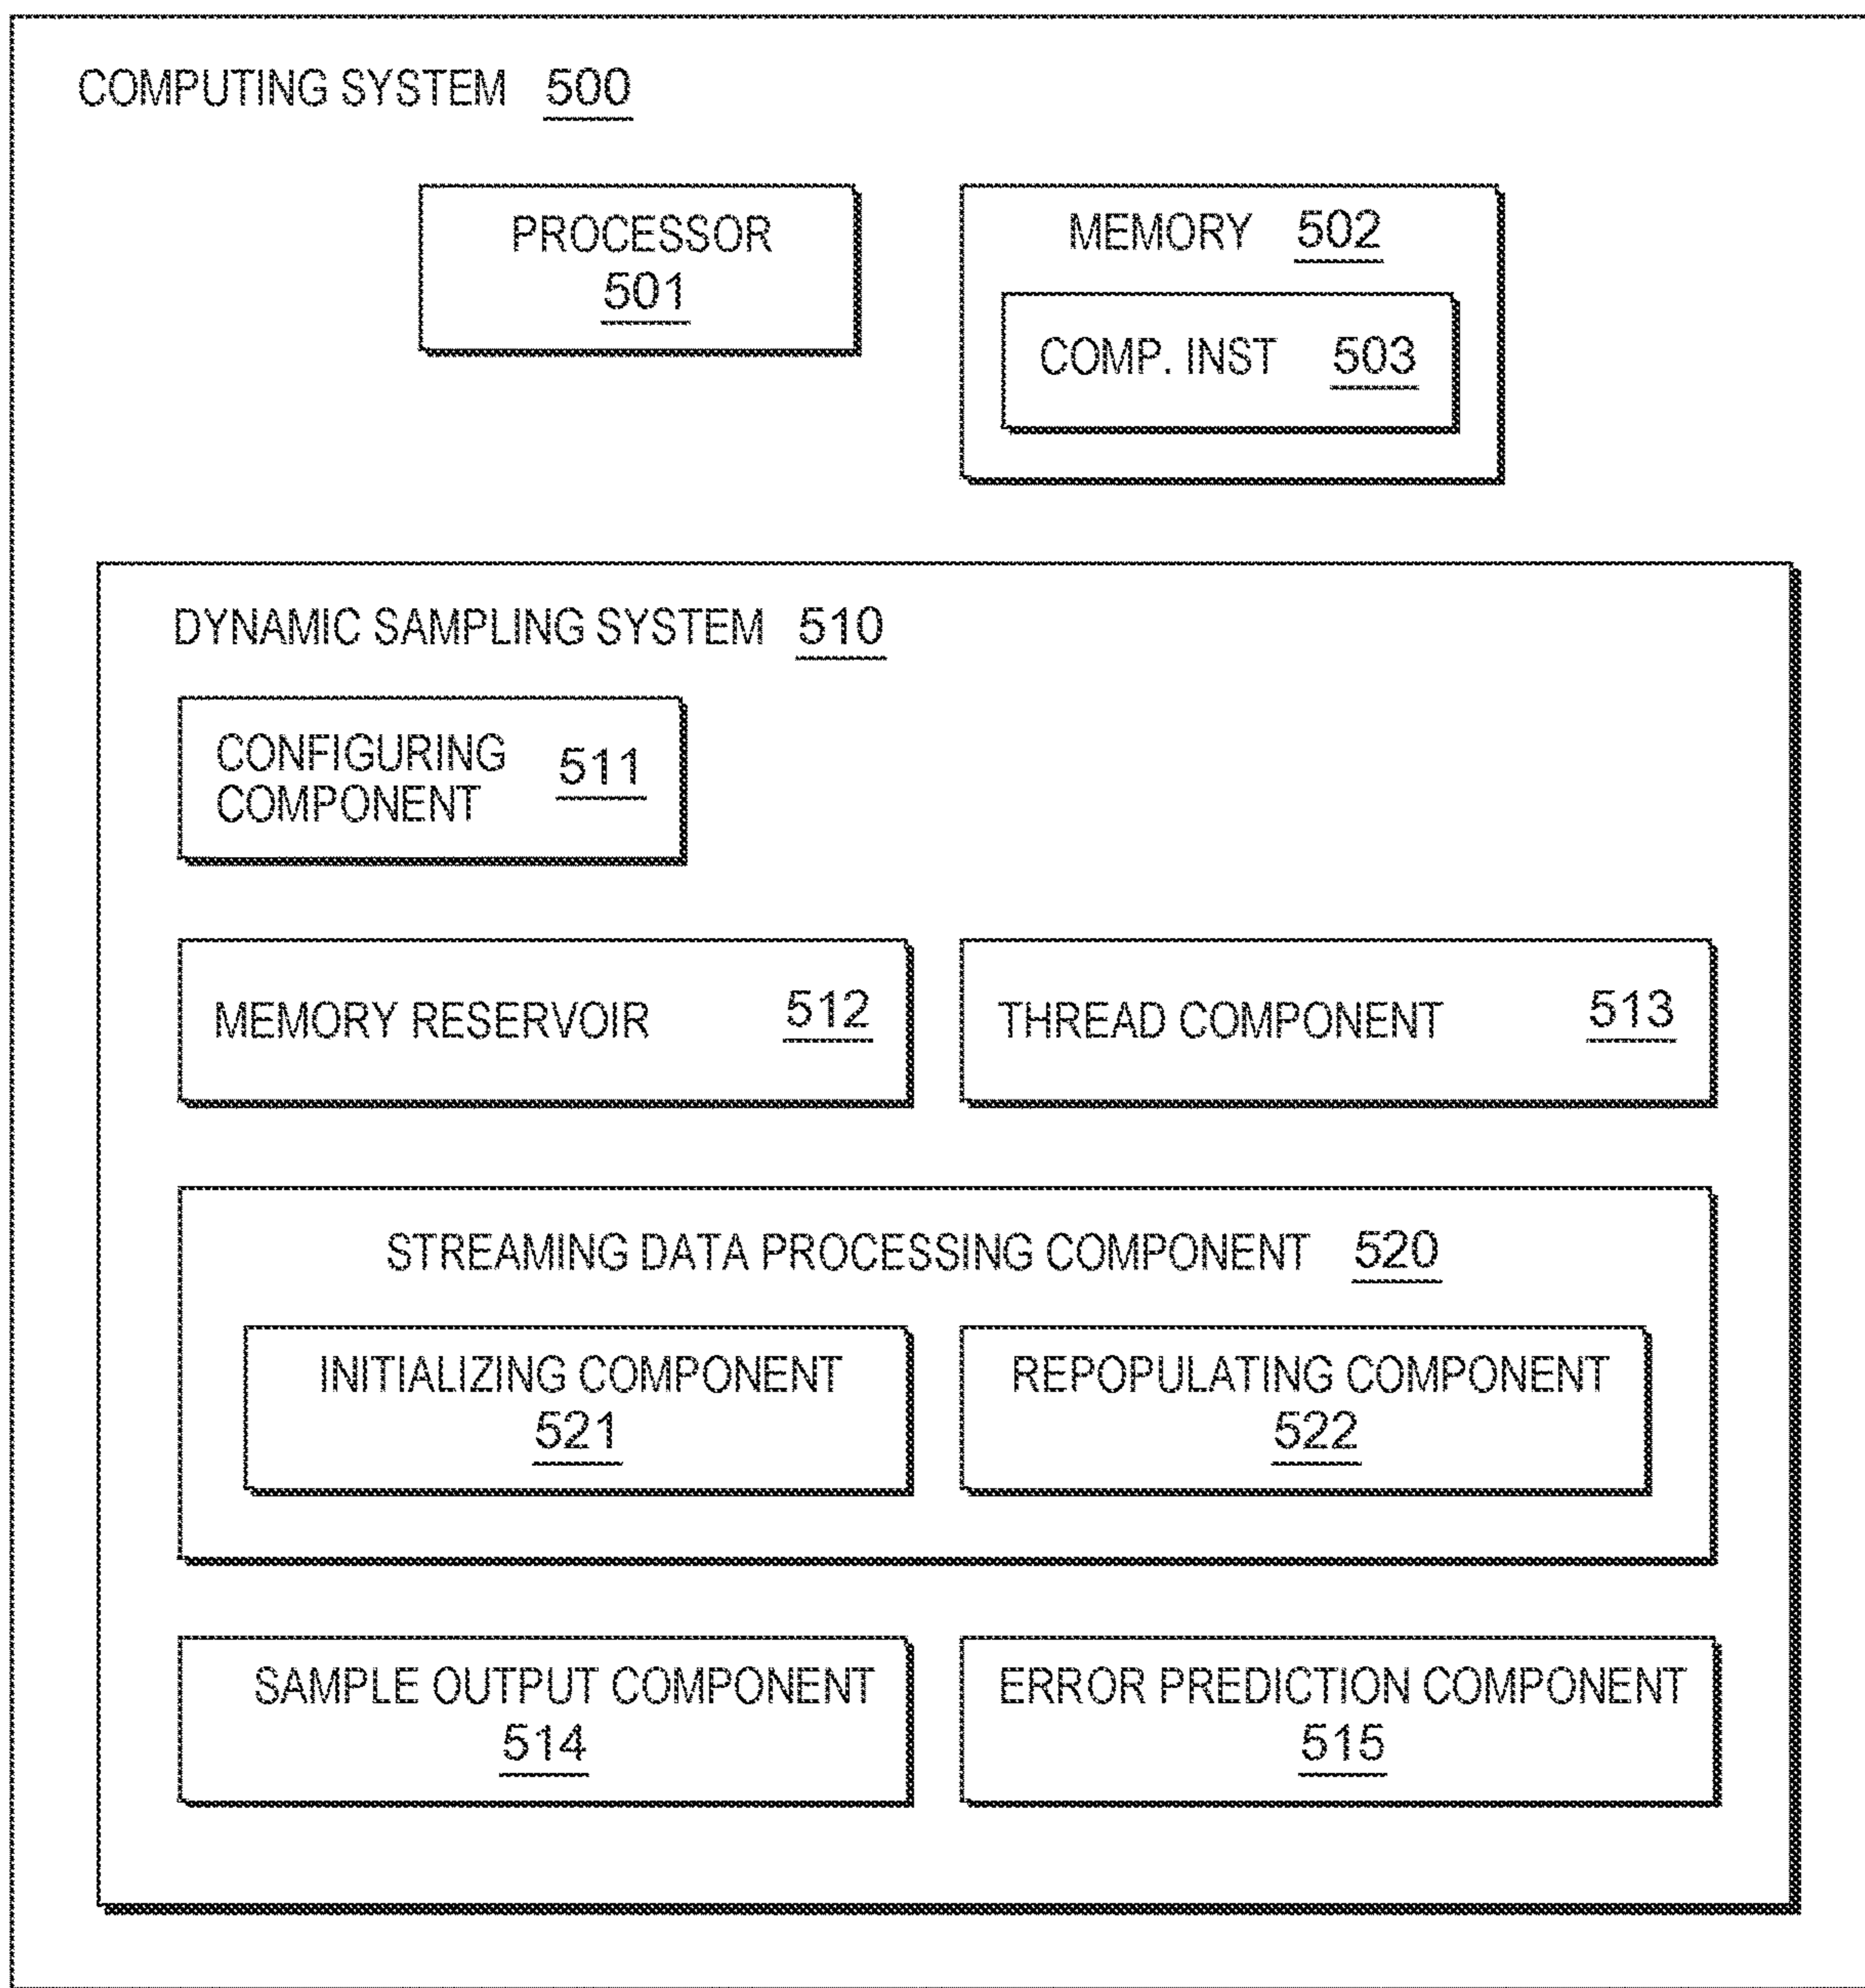 COMPUTING SYSTEM 500
PROCESSOR
501
MEMORY 502
COMP. INST 503
DYNAMIC SAMPLING SYSTEM 510
CONFIGURING
COMPONENT 511
MEMORY RESERVOIR 512
THREAD COMPONENT 513
STREAMING DATA PROCESSING COMPONENT 520
INITIALIZING COMPONENT
521
REPOPULATING COMPONENT
522
SAMPLE OUTPUT COMPONENT
514
ERROR PREDICTION COMPONENT
515